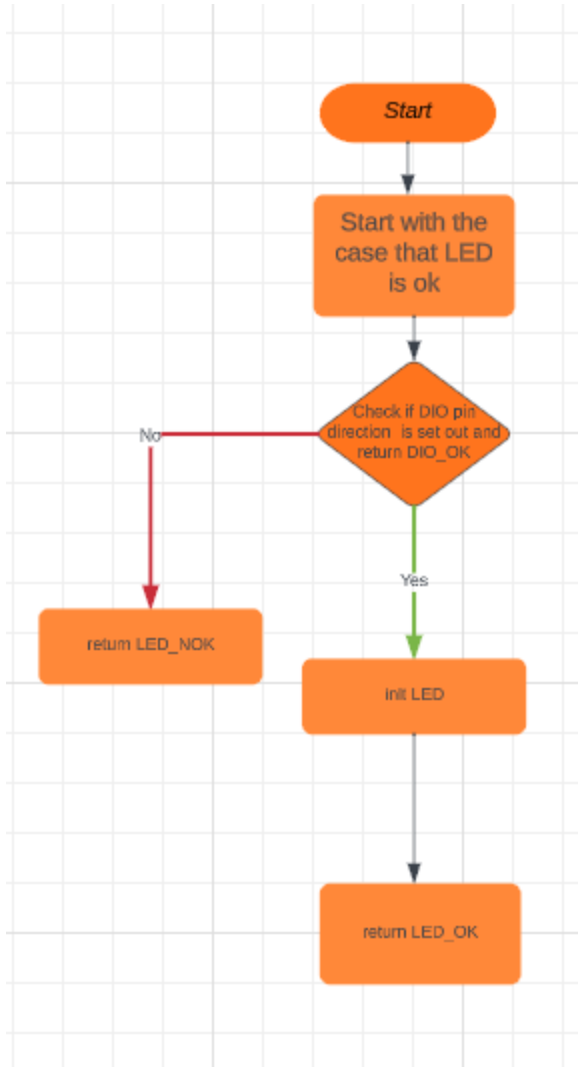 Start
Start with the
case that LED
is ok
Check if DIO pin
direction is set out and
return DIO_OK
No
Yes
return LED_NOK
init LED
return LED_OK